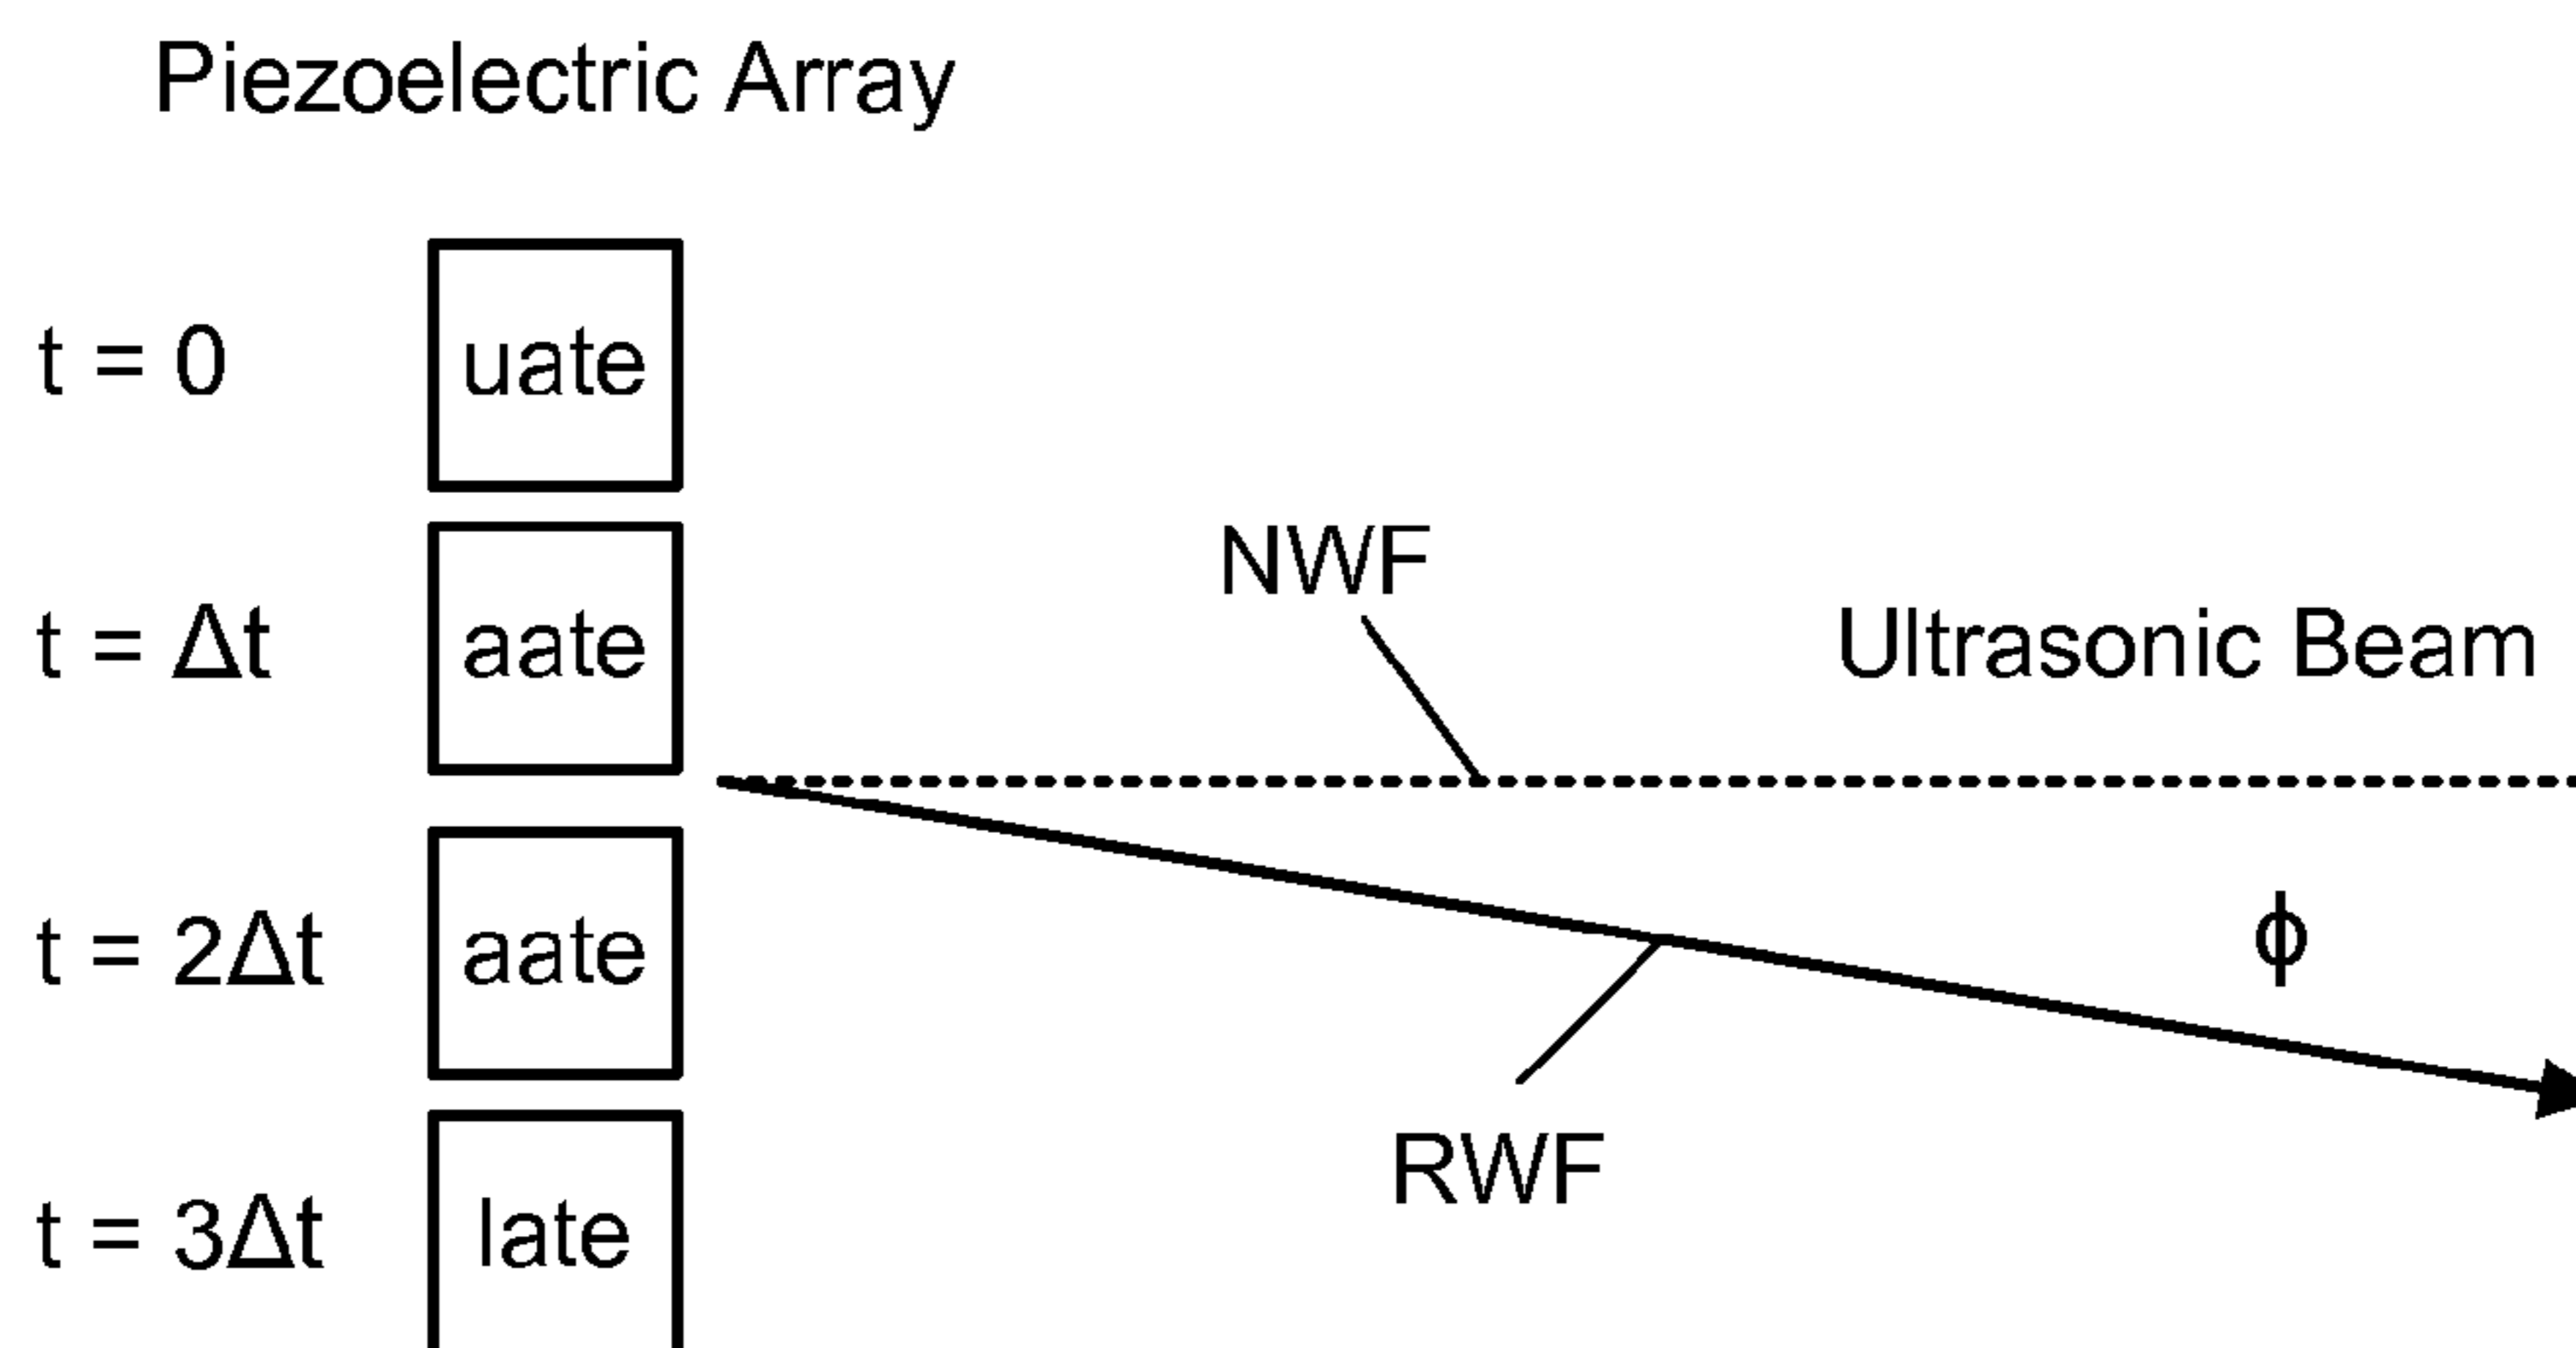 Piezoelectric Array
t = 0 uate
NWF
t = Δt aate Ultrasonic Beam
t = 2Δt aate ϕ
RWF
t = 3Δt late